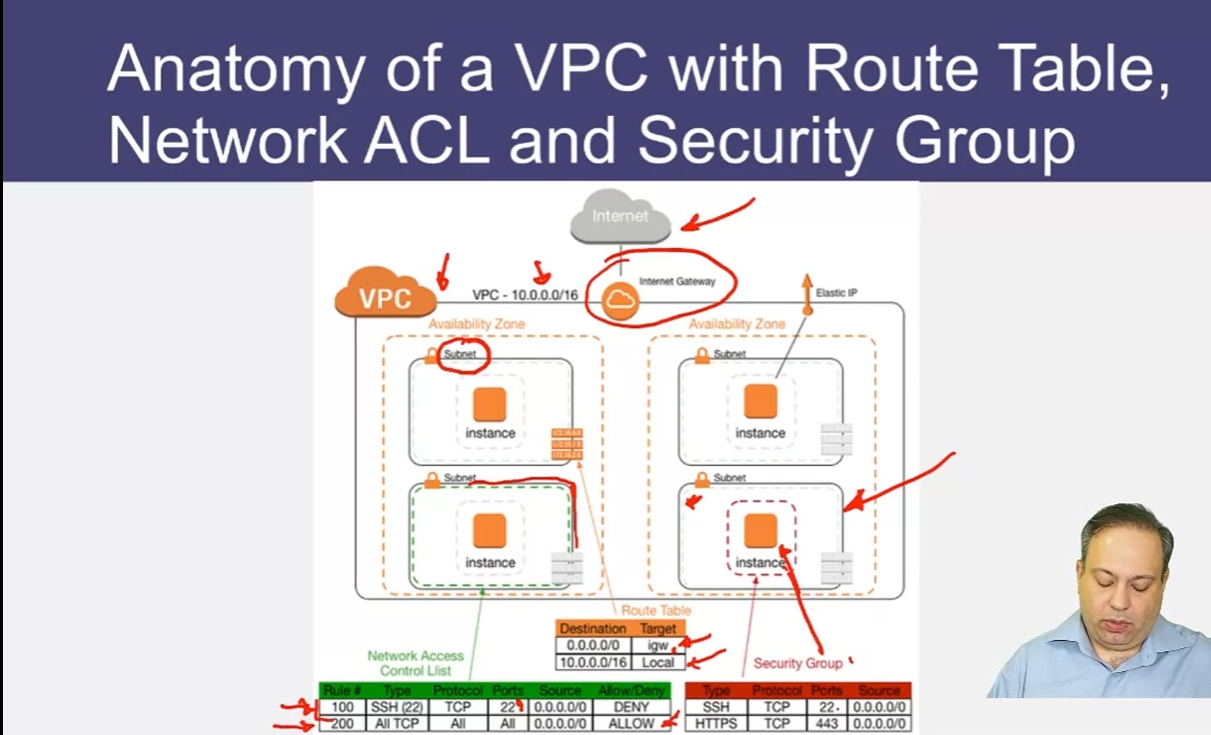 Anatomy of a VPC with Route Table,
Network ACL and Security Group
Internet
Internet Gateway
VPC
VPC - 10.0.0.0/16
Elastic IP
Availability Zone
Availability Zone
Subnet
Subnet
instance
instance
Subnet
Subnet
instance
instance
Route Table
Destination Target
0.0.0.0/0 igw
10.0.0.0/16 Local
Network Access
Control LIist
Security Group
Rule # Type Protocol Ports Source Allow/Deny
100 SSH (22) TCP 22 0.0.0.0/0 DENY
200 All TCP All All 0.0.0.0/0 ALLOW
Type Protocol Ports Source
SSH TCP 22 0.0.0.0/0
HTTPS TCP 443 0.0.0.0/0